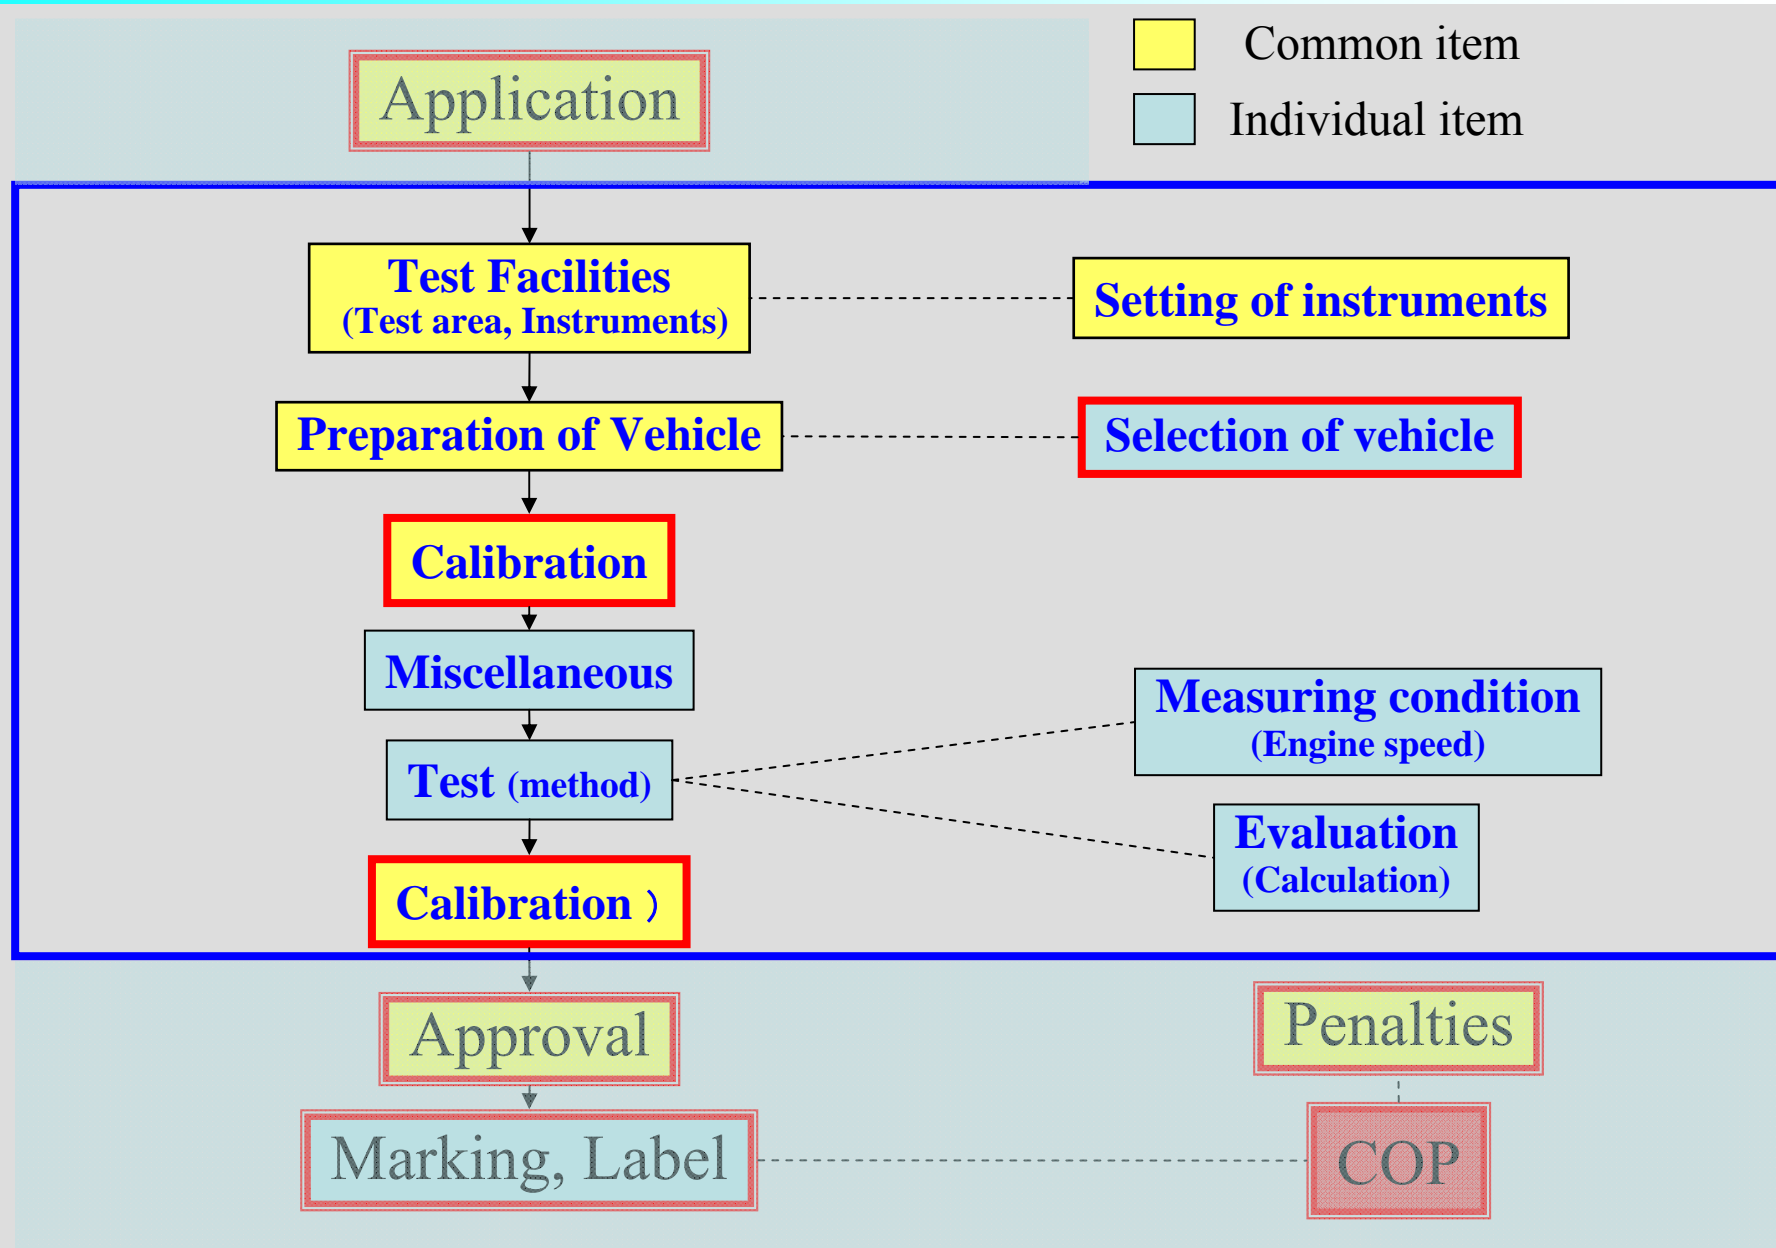 Application
Common item
Individual item
Test Facilities
(Test area, Instruments)
Setting of instruments
Preparation of Vehicle
Selection of vehicle
Calibration
Miscellaneous
Measuring condition
(Engine speed)
Test (method)
Evaluation
(Calculation)
Calibration )
Approval
Penalties
Marking, Label
COP